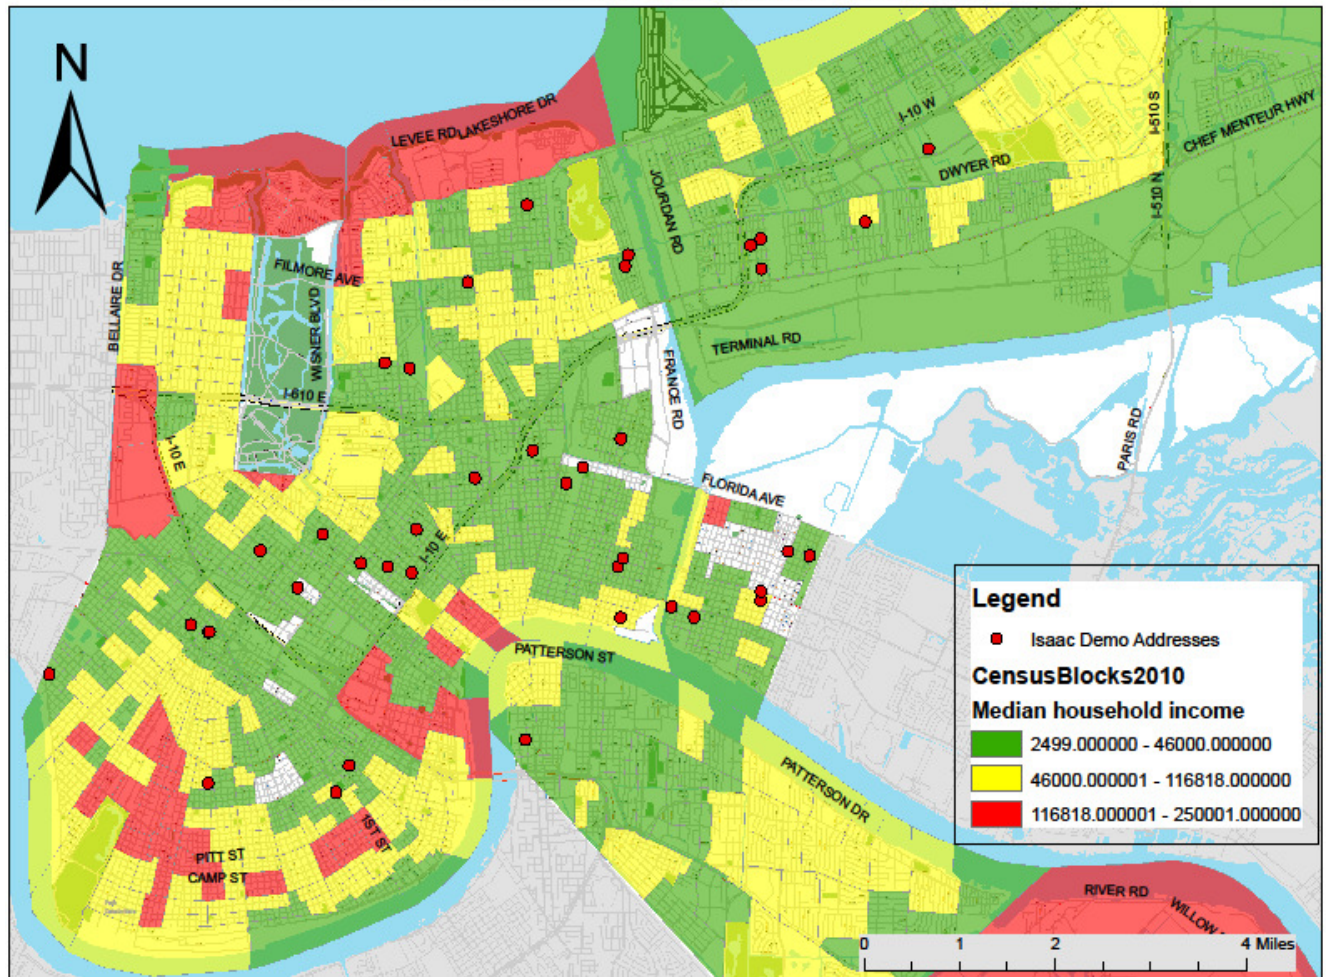 N
LEVEE RD
LAKESHORE DR
I-10 W
I-510 S
CHEF MENTEUR HWY
DWYER RD
JOURDAN RD
I-510 N
FILMORE AVE
BELLAIRE DR
WISNER BLVD
TERMINAL RD
I-610 E
FRANCE RD
PARIS RD
I-10 E
FLORIDA AVE
I-10 E
PATTERSON ST
PATTERSON DR
1ST ST
PITT ST
CAMP ST
RIVER RD
Legend
Isaac Demo Addresses
CensusBlocks2010
Median household income
2499.000000 - 46000.000000
46000.000001 - 116818.000000
116818.000001 - 250001.000000
WILLOW
0 1 2 4 Miles